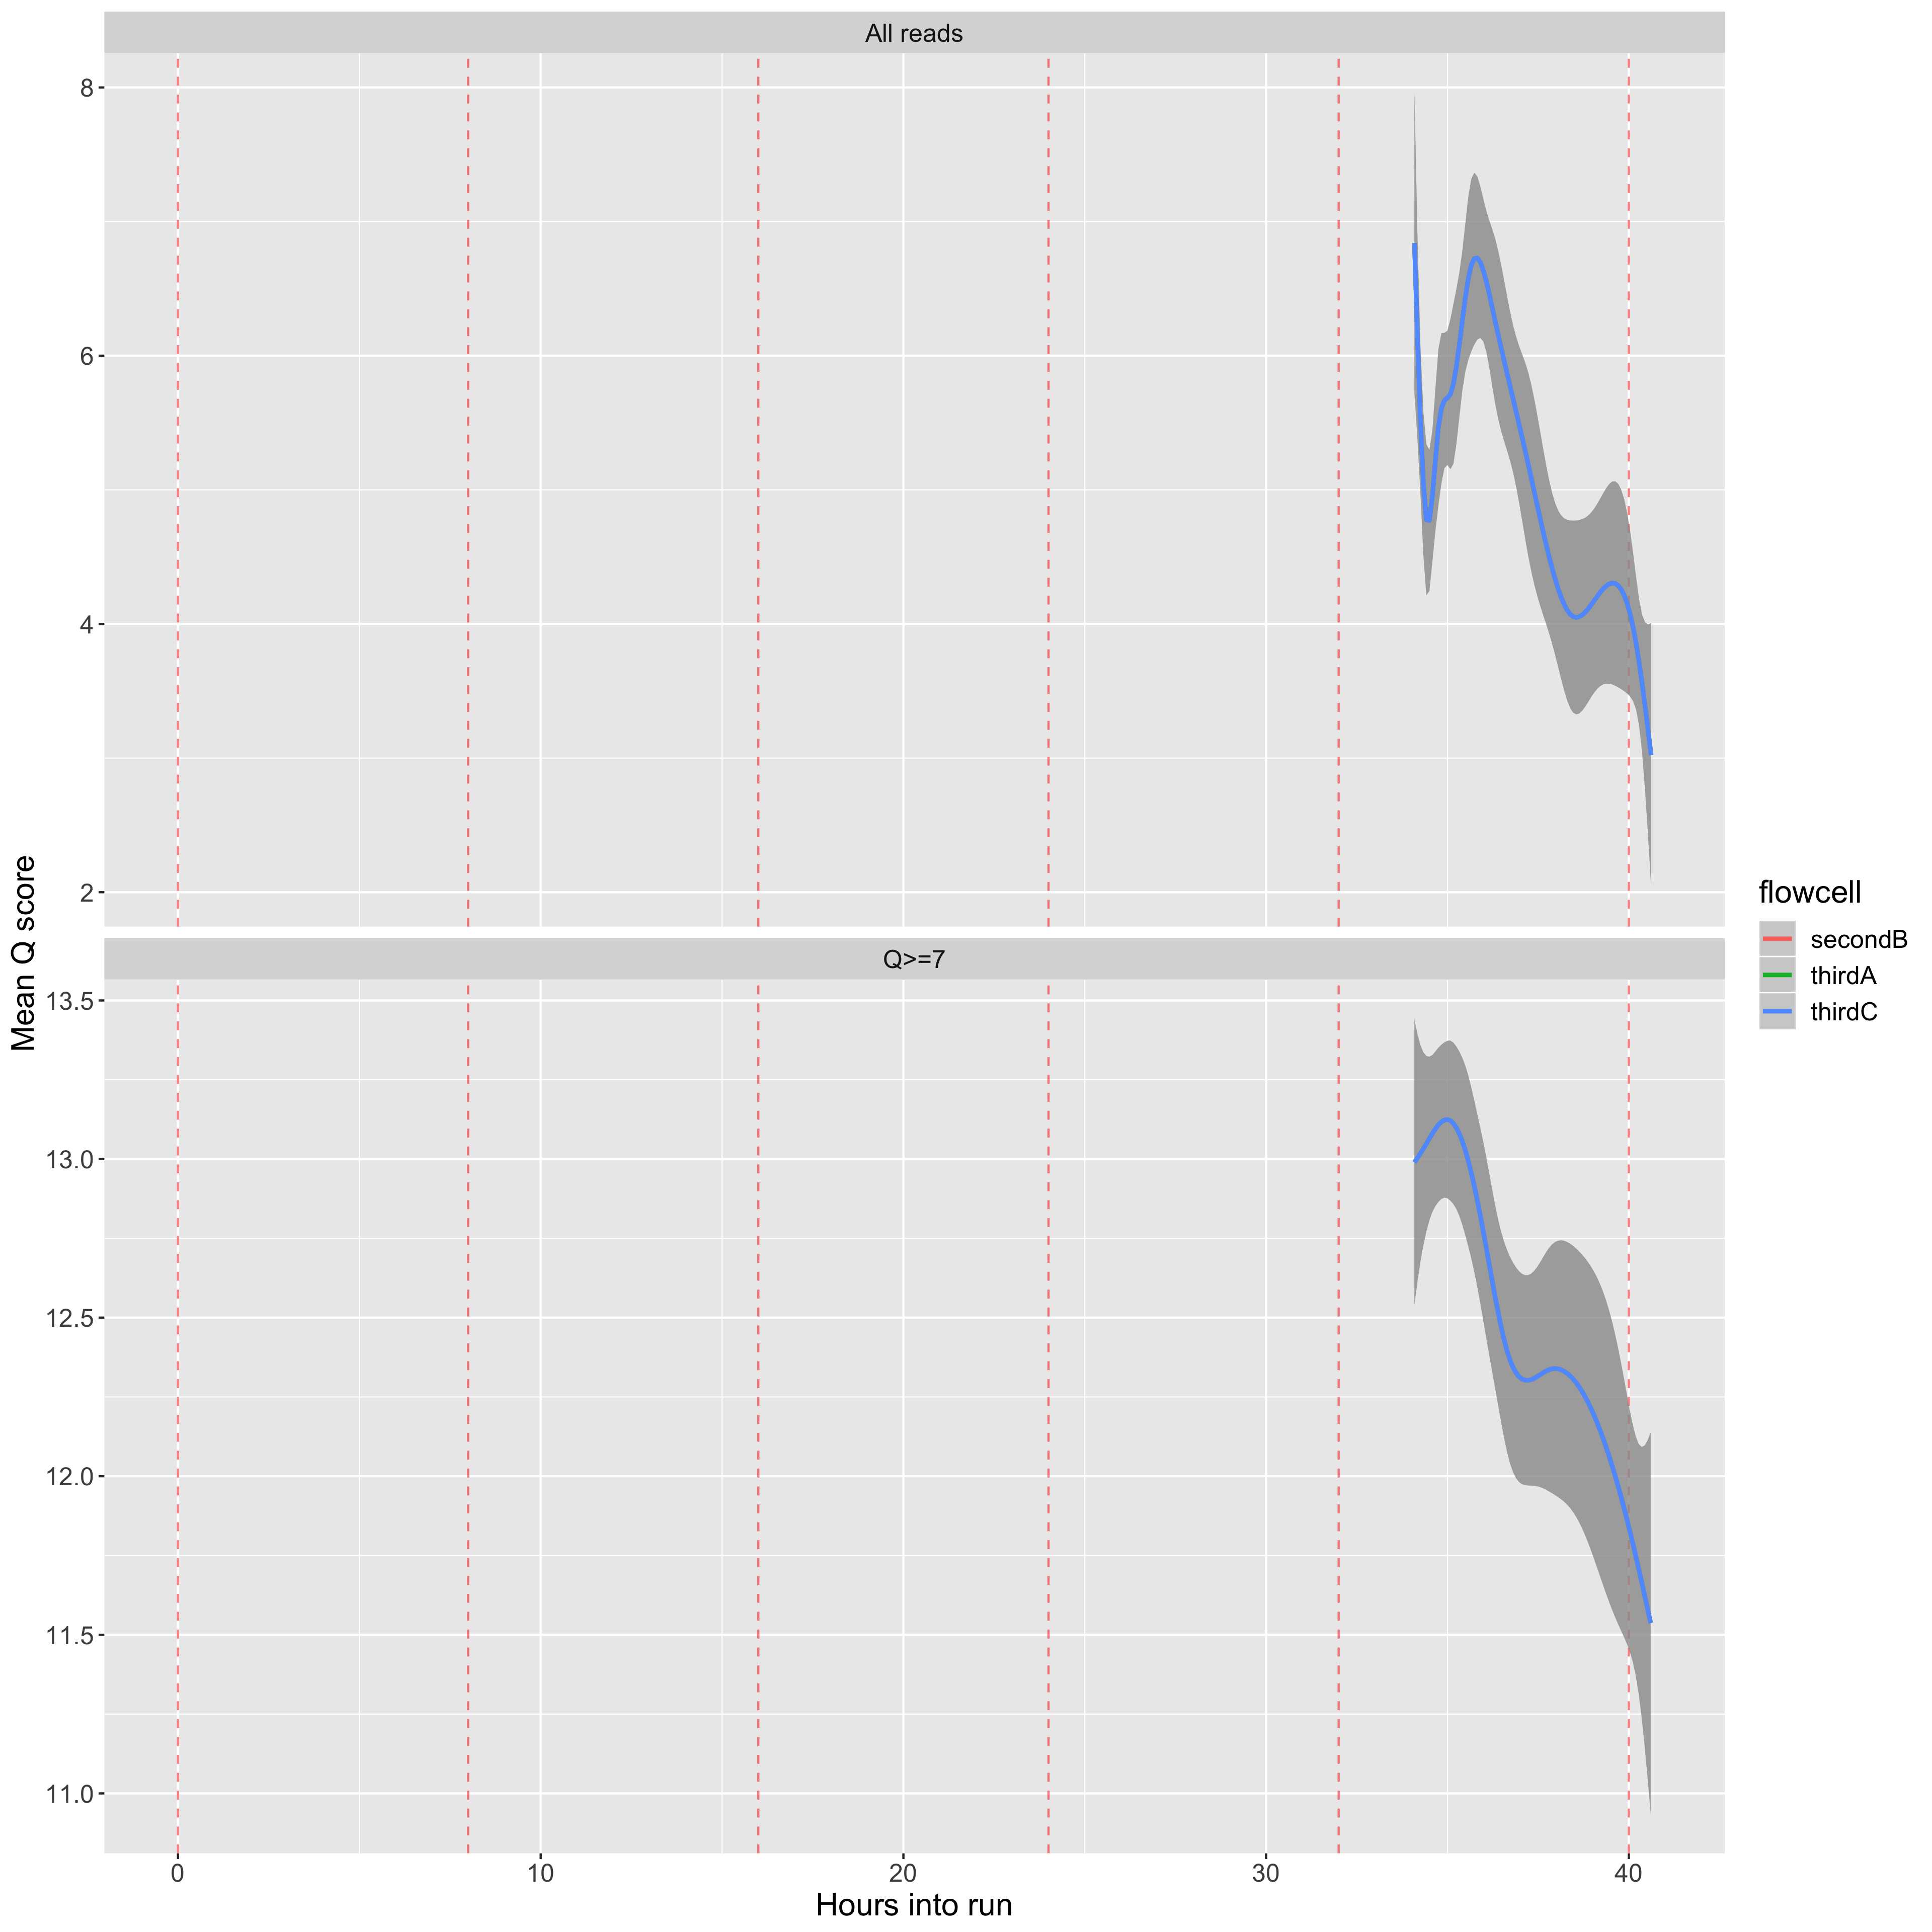 All reads
8
6
4
2
Mean Q score
Q>=7
13.5
13.0
12.5
12.0
11.5
11.0
0 10 20 30 40
Hours into run
flowcell
secondB
thirdA
thirdC